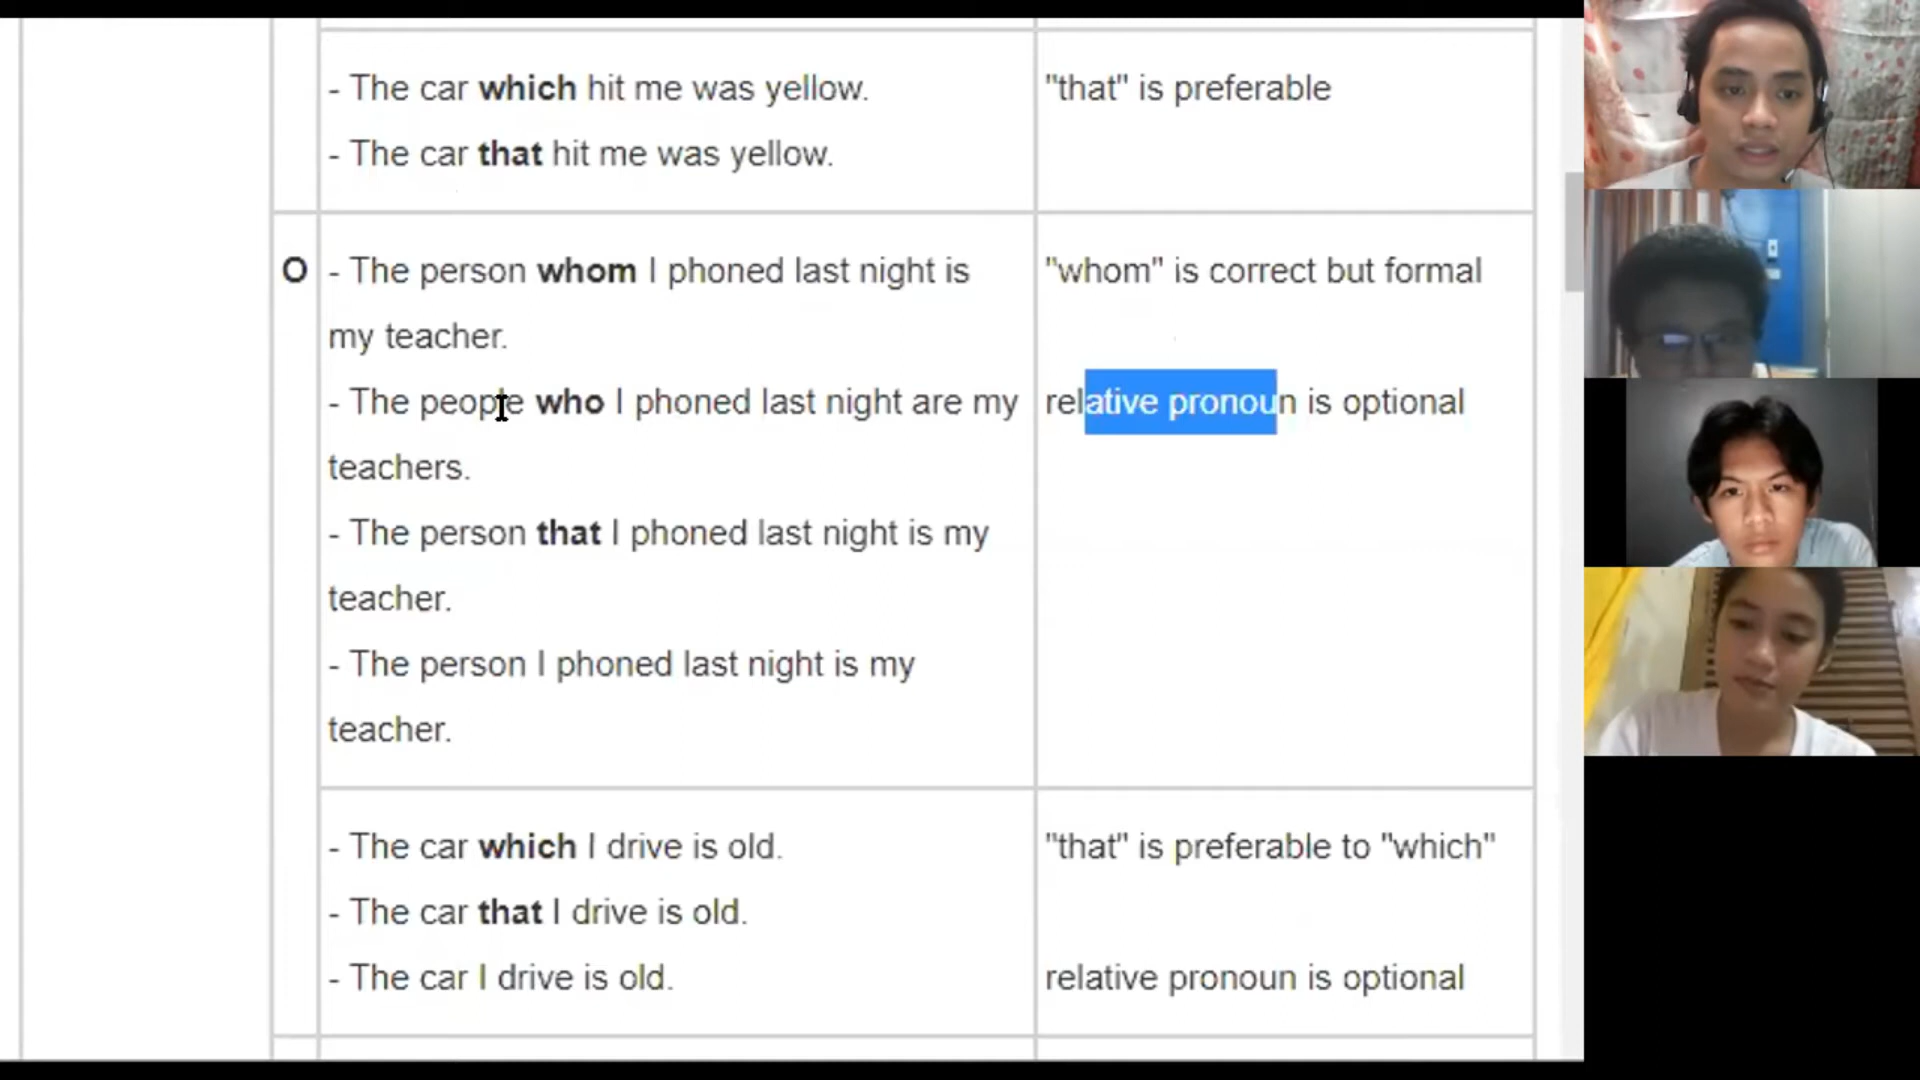 - The car which hit me was yellow.
"that" is preferable
- The car that hit me was yellow.
O
- The person whom I phoned last night is
my teacher.
"whom" is correct but formal
- The people who I phoned last night are my
teachers.
relative pronoun is optional
- The person that I phoned last night is my
teacher.
- The person I phoned last night is my
teacher.
- The car which I drive is old.
"that" is preferable to "which"
- The car that I drive is old.
- The car I drive is old.
relative pronoun is optional